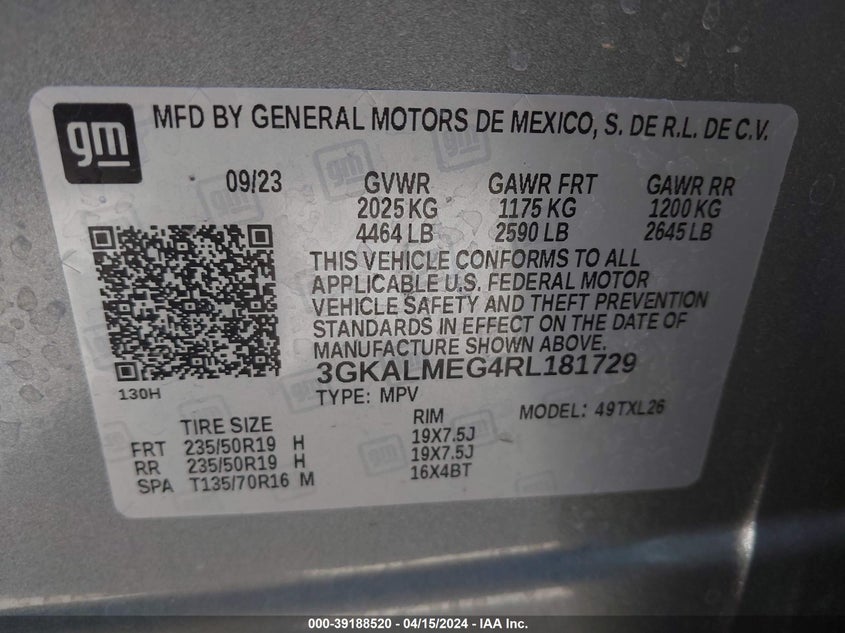 gm
MFD BY GENERAL MOTORS DE MEXICO, S. DE R.L. DE C.V.
09/23 GVWR GAWR FRT GAWR RR
2025 KG 1175 KG 1200 KG
4464 LB 2590 LB 2645 LB
THIS VEHICLE CONFORMS TO ALL
APPLICABLE U.S. FEDERAL MOTOR
VEHICLE SAFETY AND THEFT PREVENTION
STANDARDS IN EFFECT ON THE DATE OF
MANUFACTURE SHOWN ABOVE.
3GKALMEG4RL181729
130H
TYPE: MPV MODEL: 49TXL26
TIRE SIZE RIM
FRT 235/50R19 H 19X7.5J
RR 235/50R19 H 19X7.5J
SPA T135/70R16 M 16X4BT
000-39188520 - 04/15/2024 - IAA Inc.